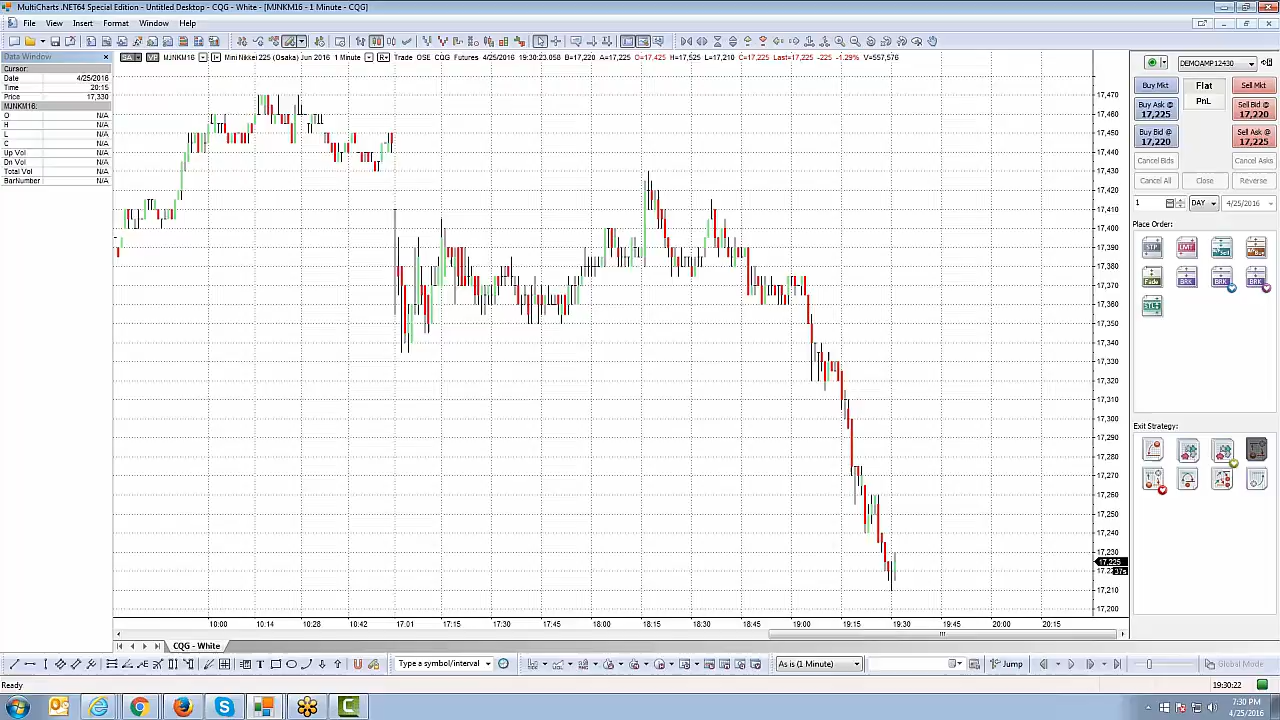 MultiCharts .NET64 Special Edition - Untitled Desktop - CQG - White - [MJNKM16 - 1 Minute - CQG]
File View Insert Format Window Help
Data Window
MJNKM16 Mini Nikkei 225 (Osaka) Jun 2016 1 Minute Trade OSE CQG Futures 4/25/2016 19:30:23.058 B=17,220 A=17,225 O=17,425 H=17,525 L=17,210 C=17,225 Last=17,225 -225 -1.29% V=557,576
Cursor:
Date 4/25/2016
Time 20:15
Price 17,330
MJNKM16:
O N/A
H N/A
L N/A
C N/A
Up Vol N/A
Dn Vol N/A
Total Vol N/A
BarNumber N/A
17,470
17,460
17,450
17,440
17,430
17,420
17,410
17,400
17,390
17,380
17,370
17,360
17,350
17,340
17,330
17,320
17,310
17,300
17,290
17,280
17,270
17,260
17,250
17,240
17,230
17,225
37s
17,210
17,200
DEMOAMP12430
Buy Mkt Flat Sell Mkt
PnL
Buy Ask @ 17,225 Sell Bid @ 17,220
Buy Bid @ 17,220 Sell Ask @ 17,225
Cancel Bids Cancel Asks
Cancel All Close Reverse
1 DAY 4/25/2016
Place Order:
STP LMT
Fade BRK BRK BRK
Exit Strategy:
10:00 10:14 10:28 10:42 17:01 17:15 17:30 17:45 18:00 18:15 18:30 18:45 19:00 19:15 19:30 19:45 20:00 20:15
CQG - White
Type a symbol/interval As is (1 Minute) Jump Global Mode
Ready 19:30:22
7:30 PM
4/25/2016